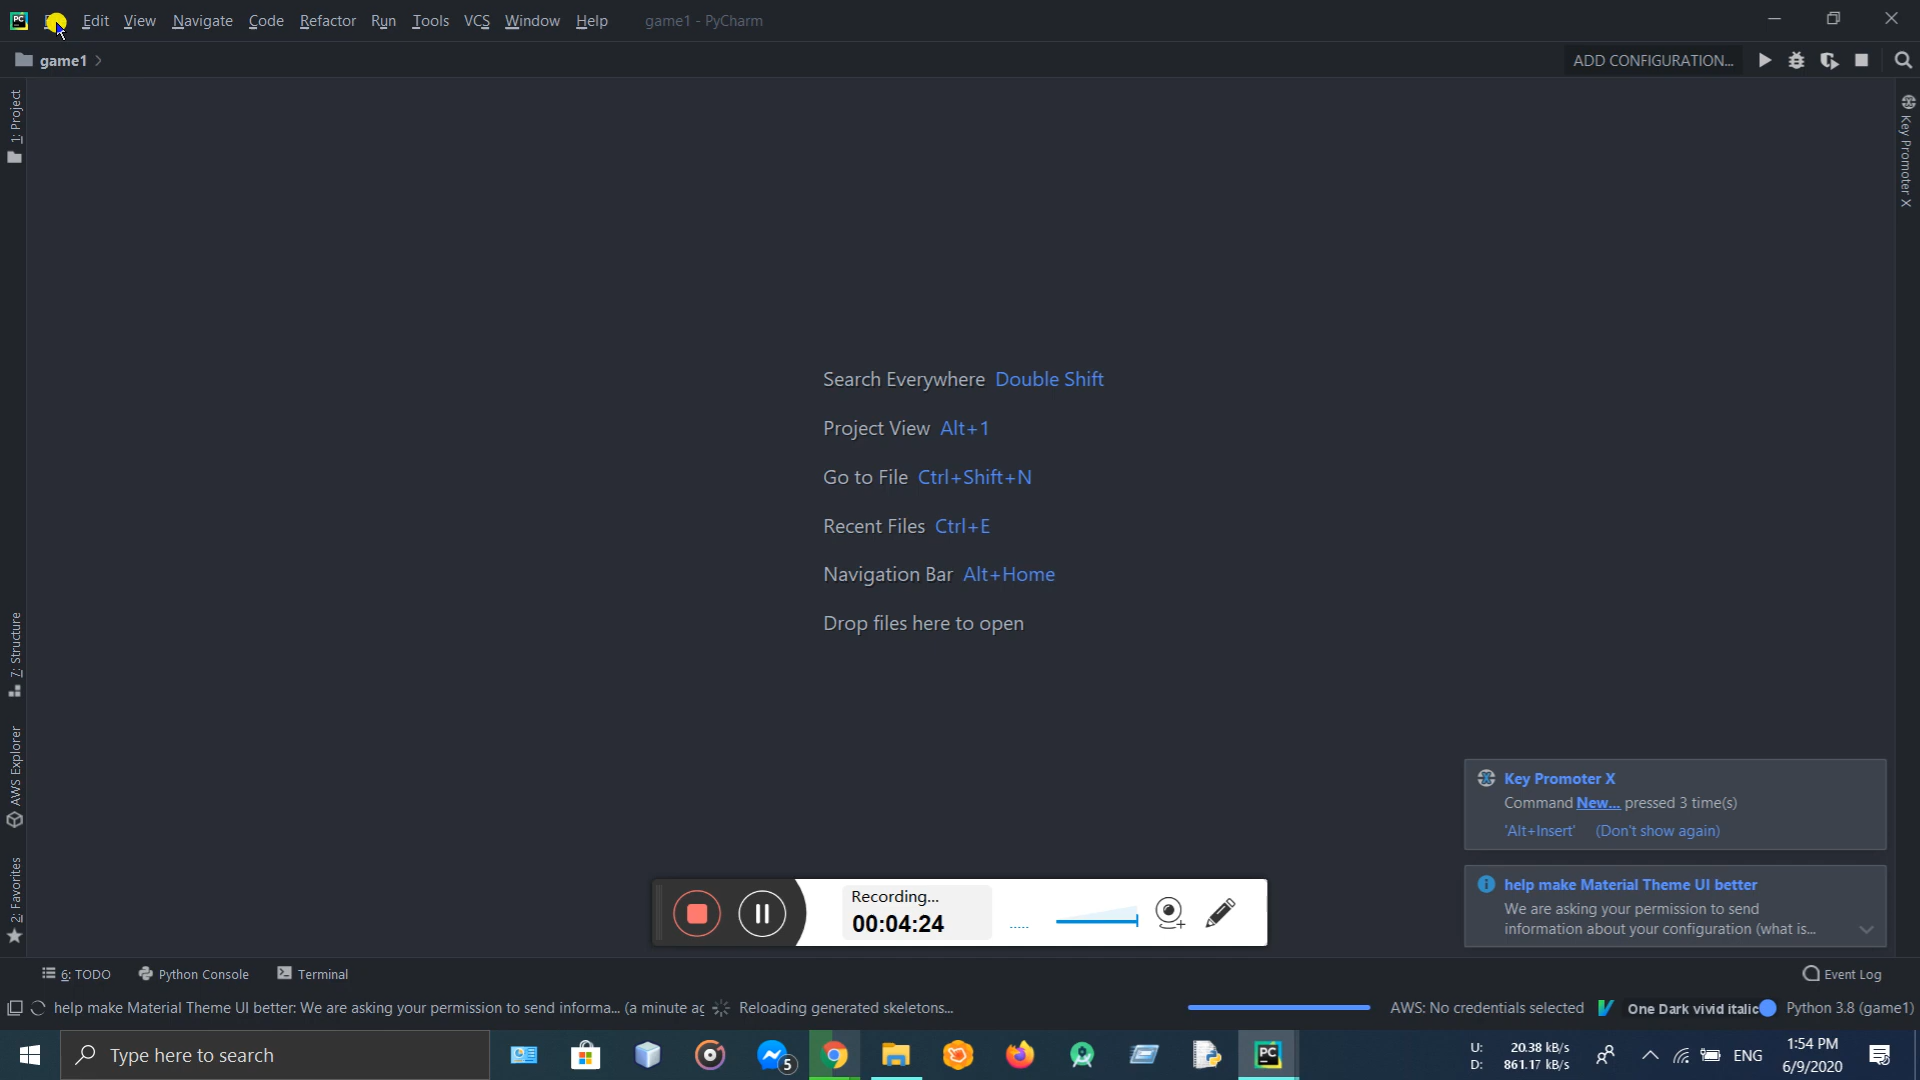 Edit View Navigate Code Refactor Run Tools VCS Window Help game1 - PyCharm
game1
ADD CONFIGURATION...
1: Project
Key Promoter X
Search Everywhere Double Shift
Project View Alt+1
Go to File Ctrl+Shift+N
Recent Files Ctrl+E
Navigation Bar Alt+Home
Drop files here to open
7: Structure
AWS Explorer
2: Favorites
Key Promoter X
Command New... pressed 3 time(s)
'Alt+Insert' (Don't show again)
help make Material Theme UI better
We are asking your permission to send
information about your configuration (what is...
Recording...
00:04:24
6: TODO Python Console Terminal
Event Log
help make Material Theme UI better: We are asking your permission to send informa... (a minute ag Reloading generated skeletons...
AWS: No credentials selected One Dark vivid italic Python 3.8 (game1)
Type here to search
5
PC
U: 20.38 kB/s
D: 861.17 kB/s
ENG
1:54 PM
6/9/2020